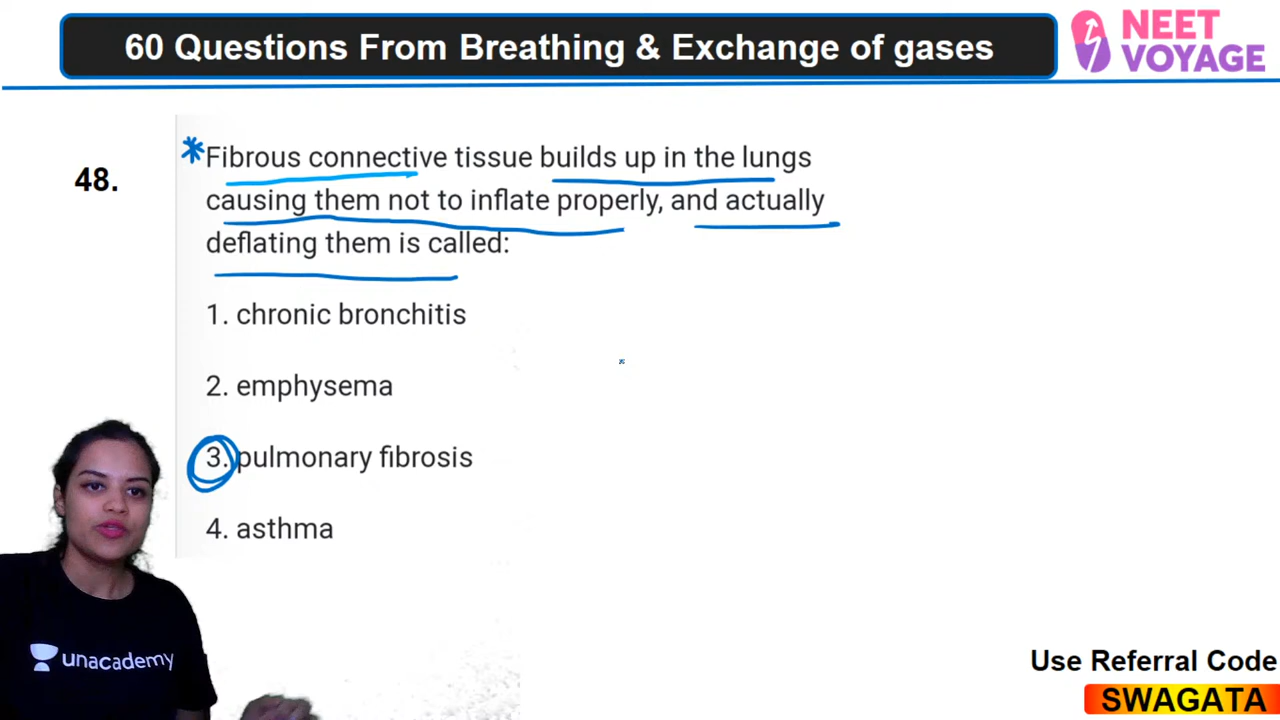 60 Questions From Breathing & Exchange of gases
NEET
VOYAGE
48.
*Fibrous connective tissue builds up in the lungs
causing them not to inflate properly, and actually
deflating them is called:
1. chronic bronchitis
2. emphysema
3. pulmonary fibrosis
4. asthma
unacademy
Use Referral Code
SWAGATA